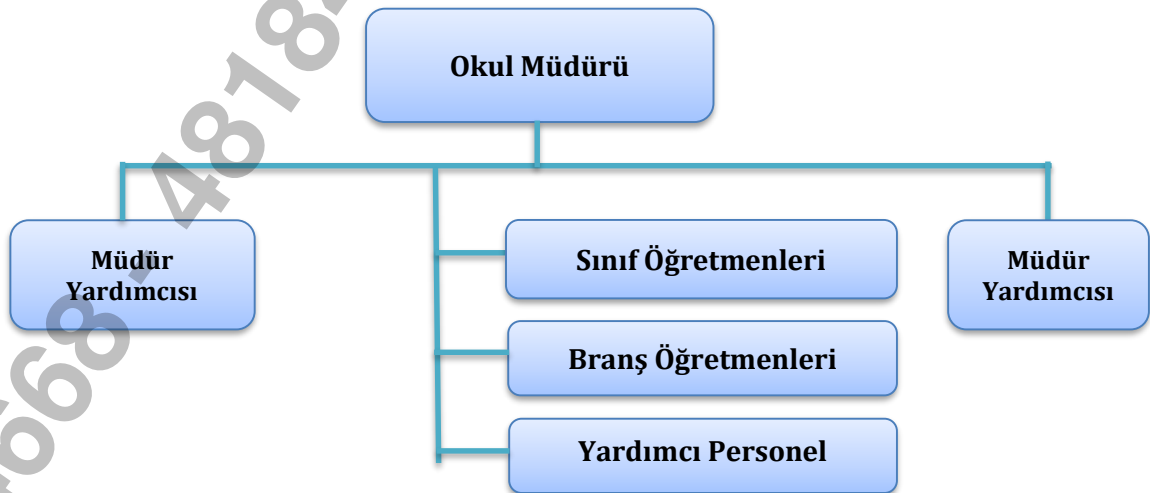 Okul Müdürü
Müdür
Yardımcısı
Sınıf Öğretmenleri
Branş Öğretmenleri
Yardımcı Personel
Müdür
Yardımcısı